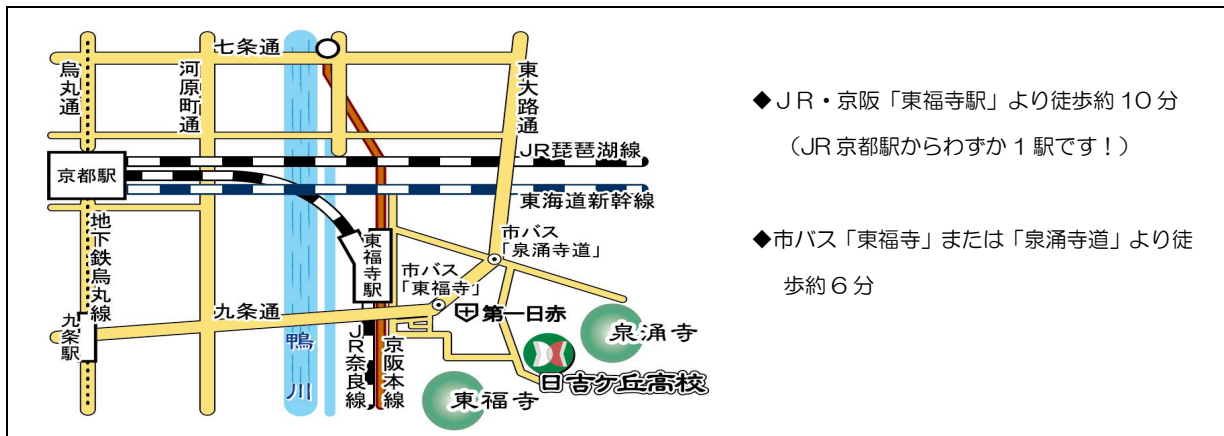 七条通
烏丸通
河原町通
東大路通
JR琵琶湖線
京都駅
東海道新幹線
地下鉄烏丸線
市バス
「泉涌寺道」
東福寺駅
市バス
「東福寺」
九条通
第一日赤
九条駅
鴨川
JR奈良線
京阪本線
泉涌寺
日吉ケ丘高校
東福寺
◆JR・京阪「東福寺駅」より徒歩約10分
（JR京都駅からわずか1駅です！）
◆市バス「東福寺」または「泉涌寺道」より徒
歩約6分